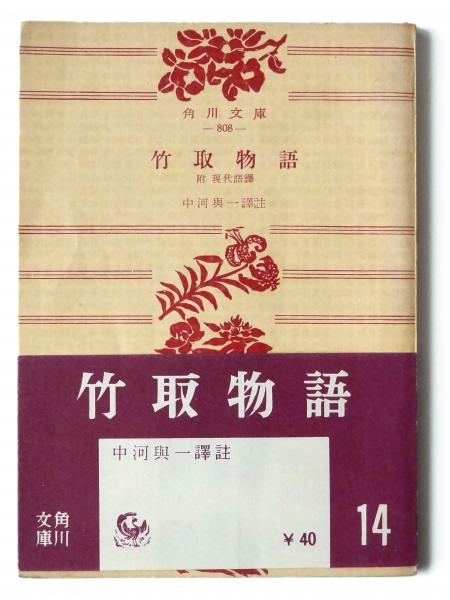 角川文庫
—808—
竹取物語
附 現代語譯
中河與一譯註
竹取物語
中河與一譯註
角川
文庫
¥40
14